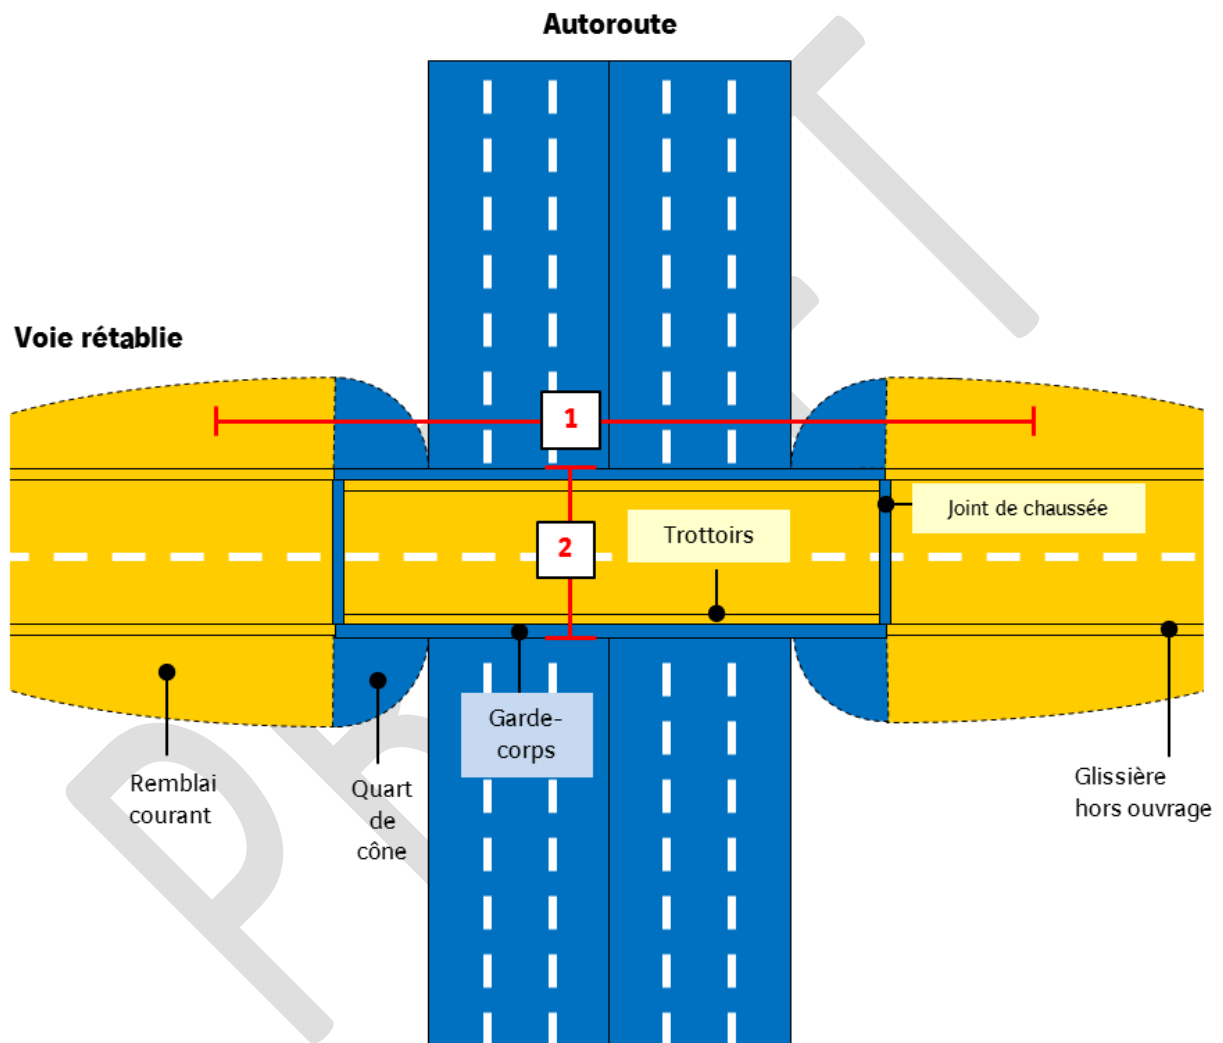 Autoroute
Voie rétablie
1
2
Joint de chaussée
Trottoirs
Garde-
corps
Remblai
courant
Quart
de
cône
Glissière
hors ouvrage